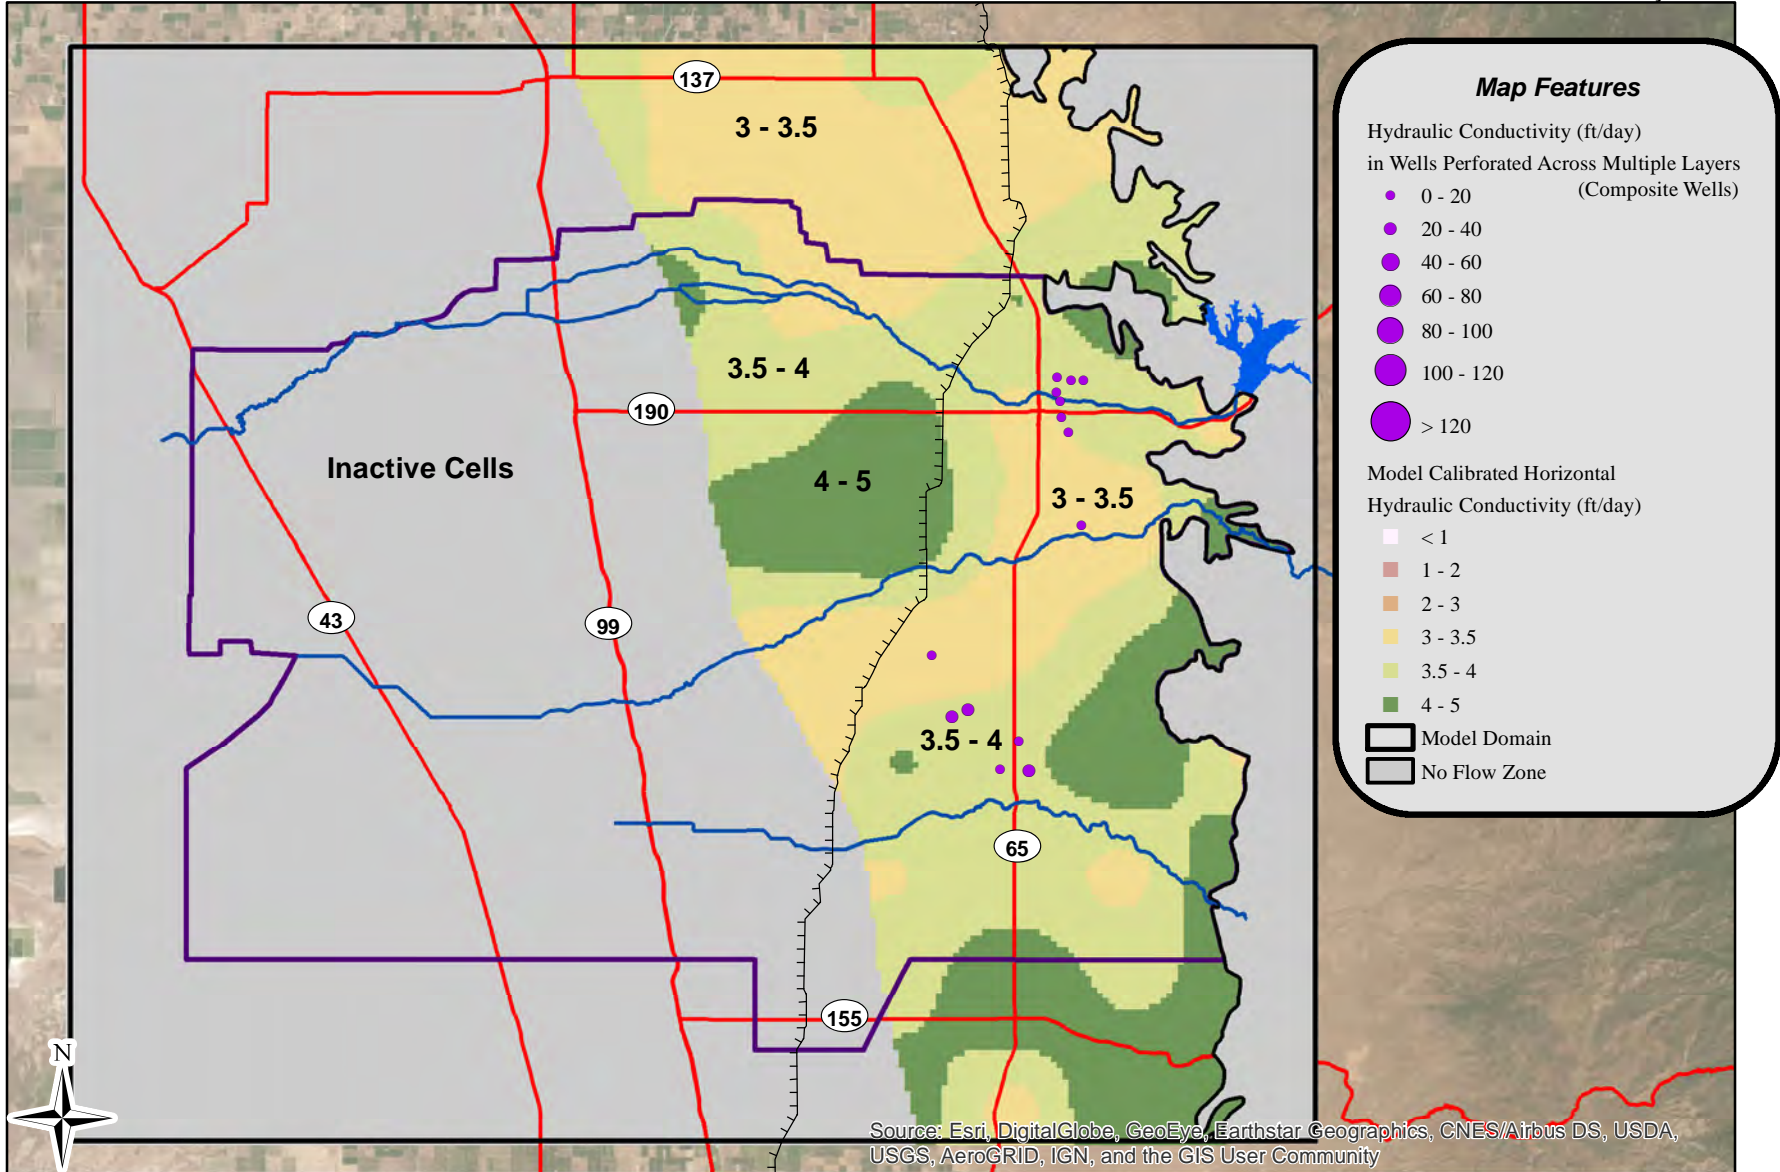 137
3 - 3.5
3.5 - 4
190
Inactive Cells
4 - 5
3 - 3.5
43
99
3.5 - 4
65
155
N
Map Features
Hydraulic Conductivity (ft/day)
in Wells Perforated Across Multiple Layers
(Composite Wells)
0 - 20
20 - 40
40 - 60
60 - 80
80 - 100
100 - 120
> 120
Model Calibrated Horizontal
Hydraulic Conductivity (ft/day)
< 1
1 - 2
2 - 3
3 - 3.5
3.5 - 4
4 - 5
Model Domain
No Flow Zone
Source: Esri, DigitalGlobe, GeoEye, Earthstar Geographics, CNES/Airbus DS, USDA,
USGS, AeroGRID, IGN, and the GIS User Community